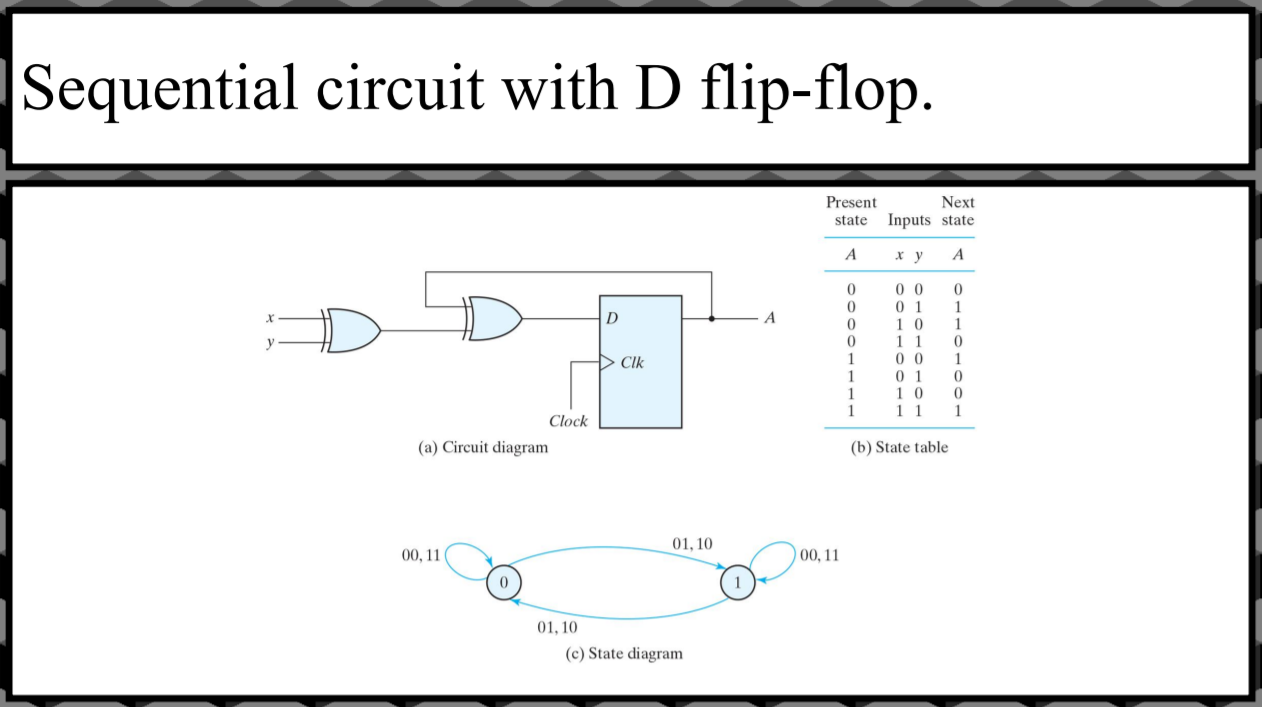 Sequential circuit with D flip-flop.
x
y
D
A
Clk
Clock
(a) Circuit diagram
Present Next
state Inputs state
A x y A
0 0 0 0
0 0 1 1
0 1 0 1
0 1 1 0
1 0 0 1
1 0 1 0
1 1 0 0
1 1 1 1
(b) State table
00, 11
0
01, 10
1
00, 11
01, 10
(c) State diagram